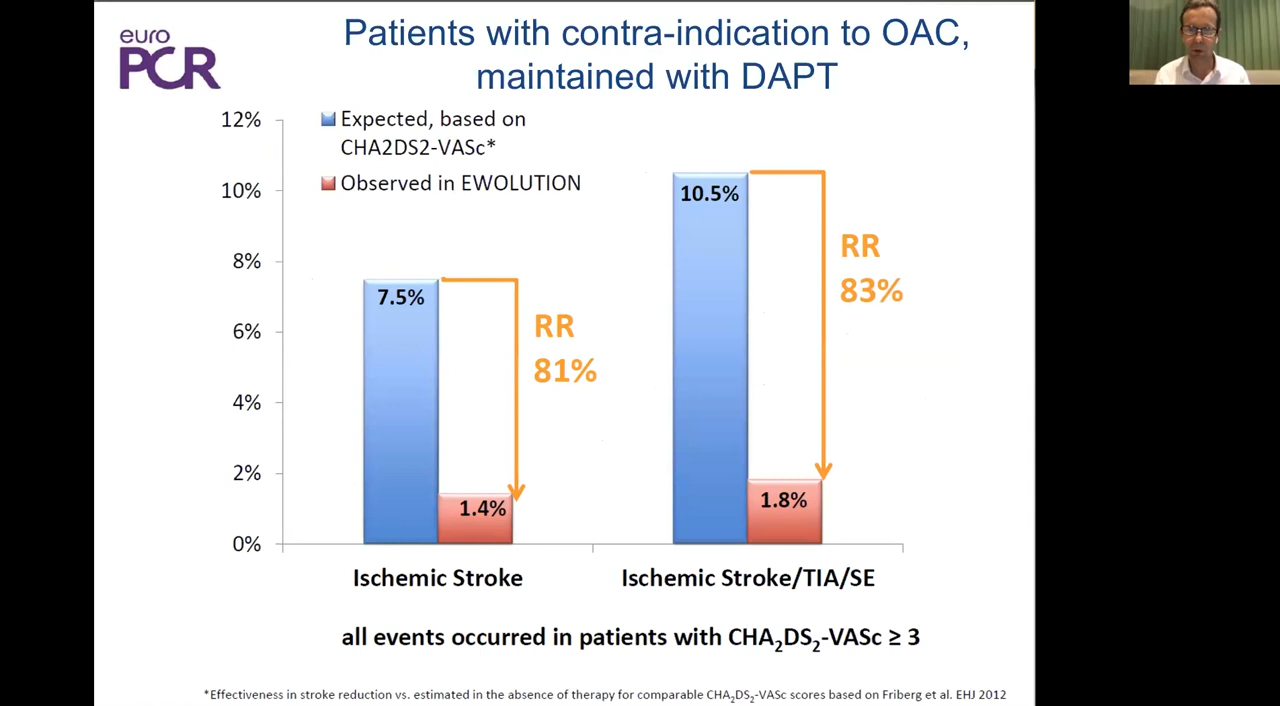 euro
PCR
Patients with contra-indication to OAC,
maintained with DAPT
12%
10%
8%
6%
4%
2%
0%
Expected, based on
CHA2DS2-VASc*
Observed in EWOLUTION
7.5%
1.4%
RR
81%
10.5%
1.8%
RR
83%
Ischemic Stroke
Ischemic Stroke/TIA/SE
all events occurred in patients with CHA₂DS₂-VASc ≥ 3
*Effectiveness in stroke reduction vs. estimated in the absence of therapy for comparable CHA₂DS₂-VASc scores based on Friberg et al. EHJ 2012